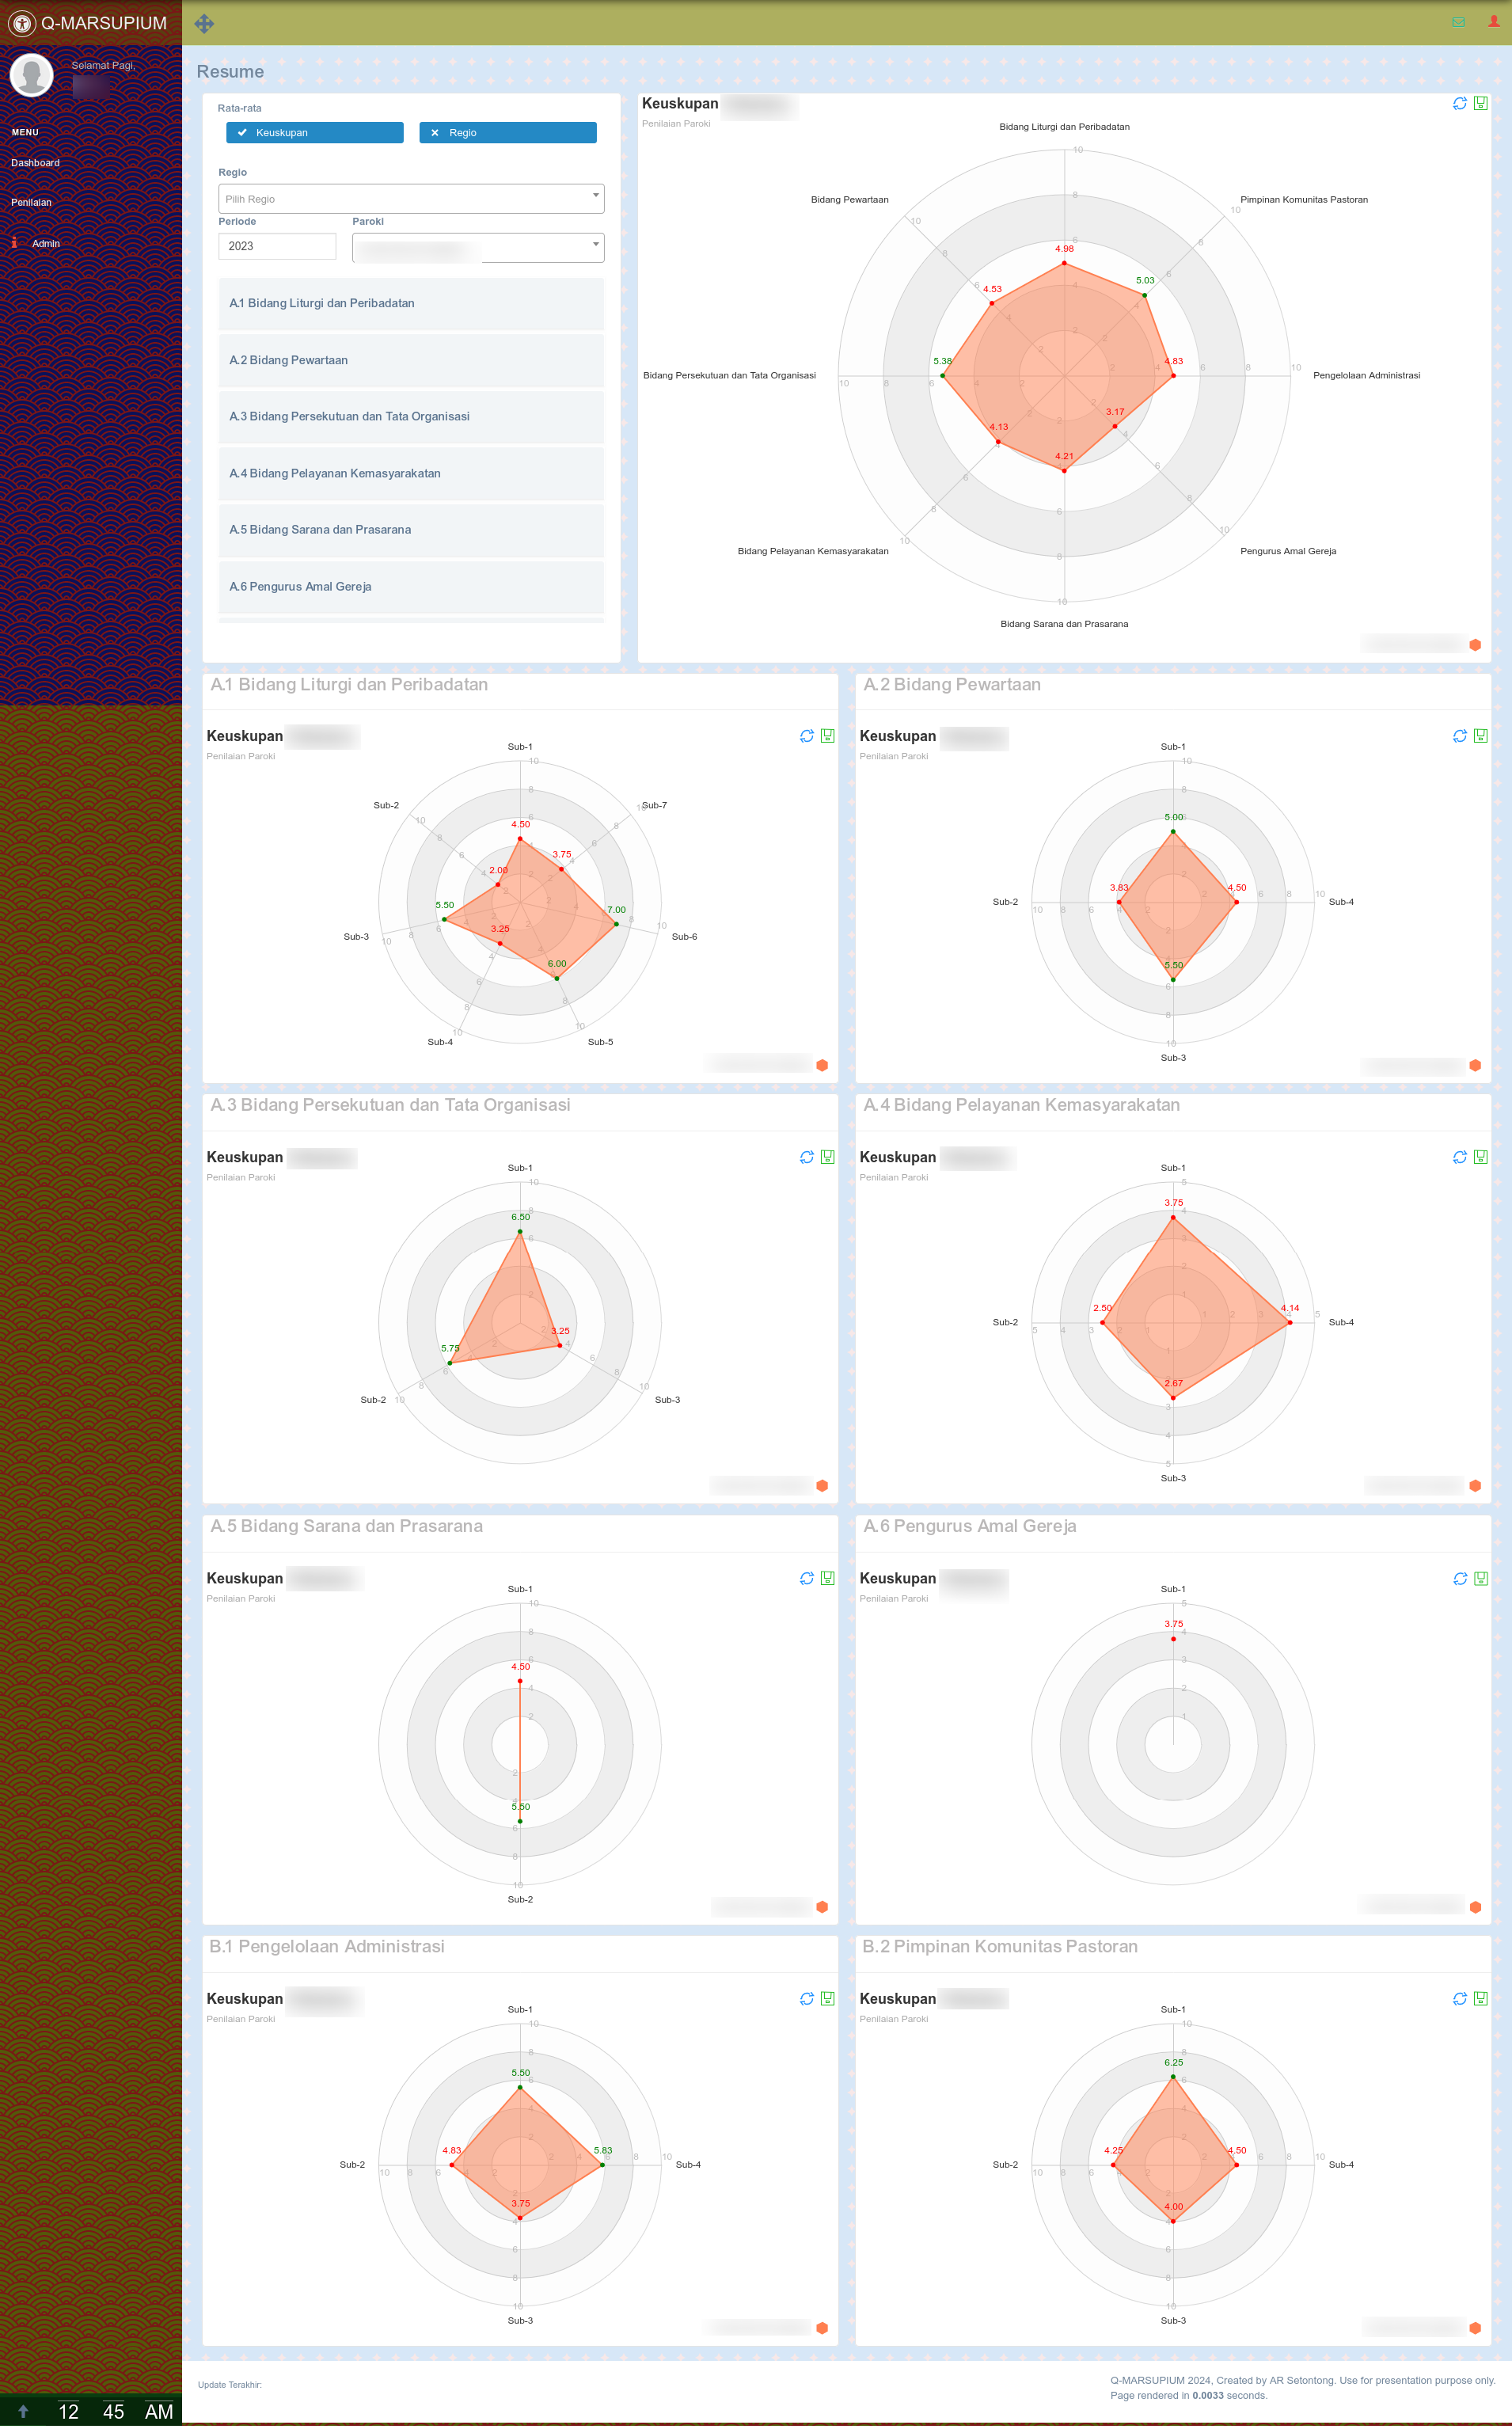 Q-MARSUPIUM
Selamat Pagi,
MENU
Dashboard
Penilaian
Admin
Resume
Rata-rata
Keuskupan
Regio
Regio
Pilih Regio
Periode
Paroki
2023
A.1 Bidang Liturgi dan Peribadatan
A.2 Bidang Pewartaan
A.3 Bidang Persekutuan dan Tata Organisasi
A.4 Bidang Pelayanan Kemasyarakatan
A.5 Bidang Sarana dan Prasarana
A.6 Pengurus Amal Gereja
Keuskupan
Penilaian Paroki
Bidang Liturgi dan Peribadatan
Bidang Pewartaan
Pimpinan Komunitas Pastoran
Bidang Persekutuan dan Tata Organisasi
Pengelolaan Administrasi
Bidang Pelayanan Kemasyarakatan
Pengurus Amal Gereja
Bidang Sarana dan Prasarana
4.98
5.03
4.53
5.38
4.83
3.17
4.13
4.21
A.1 Bidang Liturgi dan Peribadatan
Keuskupan
Penilaian Paroki
Sub-1
Sub-2
Sub-7
Sub-3
Sub-6
Sub-4
Sub-5
4.50
3.75
2.00
5.50
7.00
3.25
6.00
A.2 Bidang Pewartaan
Keuskupan
Penilaian Paroki
Sub-1
Sub-2
Sub-4
Sub-3
5.00
3.83
4.50
5.50
A.3 Bidang Persekutuan dan Tata Organisasi
Keuskupan
Penilaian Paroki
Sub-1
Sub-2
Sub-3
6.50
3.25
5.75
A.4 Bidang Pelayanan Kemasyarakatan
Keuskupan
Penilaian Paroki
Sub-1
Sub-2
Sub-4
Sub-3
3.75
2.50
4.14
2.67
A.5 Bidang Sarana dan Prasarana
Keuskupan
Penilaian Paroki
Sub-1
4.50
5.50
Sub-2
A.6 Pengurus Amal Gereja
Keuskupan
Penilaian Paroki
Sub-1
3.75
B.1 Pengelolaan Administrasi
Keuskupan
Penilaian Paroki
Sub-1
Sub-2
Sub-4
Sub-3
5.50
4.83
5.83
3.75
B.2 Pimpinan Komunitas Pastoran
Keuskupan
Penilaian Paroki
Sub-1
Sub-2
Sub-4
Sub-3
6.25
4.25
4.50
4.00
Update Terakhir:
Q-MARSUPIUM 2024, Created by AR Setontong. Use for presentation purpose only.
Page rendered in 0.0033 seconds.
12 45 AM